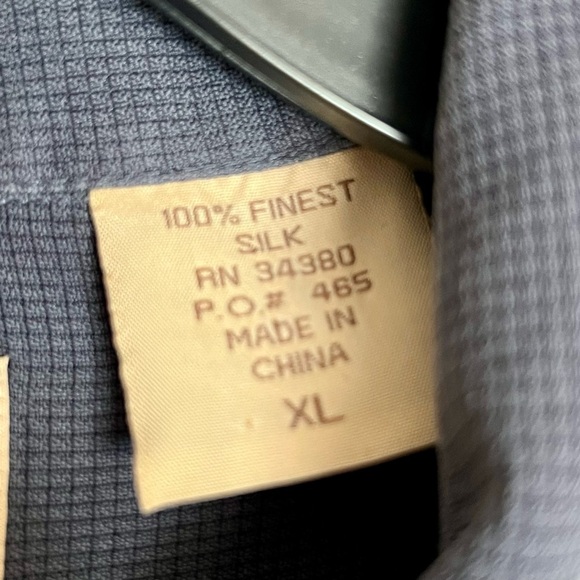 100% FINEST
SILK
RN 34380
P.O.# 465
MADE IN
CHINA
XL